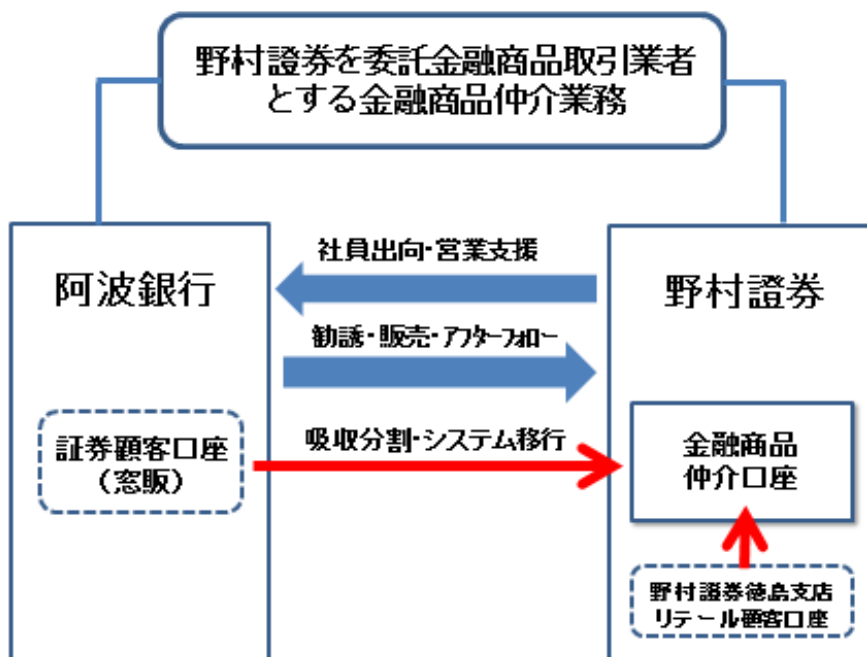 野村證券を委託金融商品取引業者
とする金融商品仲介業務
社員出向・営業支援
阿波銀行
野村證券
勧誘・販売・アフターフォロー
証券顧客口座
（窓販）
吸収分割・システム移行
金融商品
仲介口座
野村證券徳島支店
リテール顧客口座